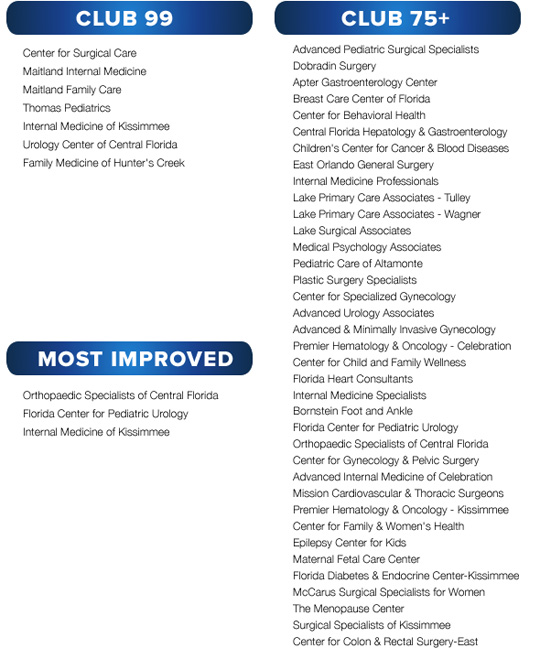 CLUB 99
Center for Surgical Care
Maitland Internal Medicine
Maitland Family Care
Thomas Pediatrics
Internal Medicine of Kissimmee
Urology Center of Central Florida
Family Medicine of Hunter's Creek
MOST IMPROVED
Orthopaedic Specialists of Central Florida
Florida Center for Pediatric Urology
Internal Medicine of Kissimmee
CLUB 75+
Advanced Pediatric Surgical Specialists
Dobradin Surgery
Apter Gastroenterology Center
Breast Care Center of Florida
Center for Behavioral Health
Central Florida Hepatology & Gastroenterology
Children's Center for Cancer & Blood Diseases
East Orlando General Surgery
Internal Medicine Professionals
Lake Primary Care Associates - Tulley
Lake Primary Care Associates - Wagner
Lake Surgical Associates
Medical Psychology Associates
Pediatric Care of Altamonte
Plastic Surgery Specialists
Center for Specialized Gynecology
Advanced Urology Associates
Advanced & Minimally Invasive Gynecology
Premier Hematology & Oncology - Celebration
Center for Child and Family Wellness
Florida Heart Consultants
Internal Medicine Specialists
Bornstein Foot and Ankle
Florida Center for Pediatric Urology
Orthopaedic Specialists of Central Florida
Center for Gynecology & Pelvic Surgery
Advanced Internal Medicine of Celebration
Mission Cardiovascular & Thoracic Surgeons
Premier Hematology & Oncology - Kissimmee
Center for Family & Women's Health
Epilepsy Center for Kids
Maternal Fetal Care Center
Florida Diabetes & Endocrine Center-Kissimmee
McCarus Surgical Specialists for Women
The Menopause Center
Surgical Specialists of Kissimmee
Center for Colon & Rectal Surgery-East